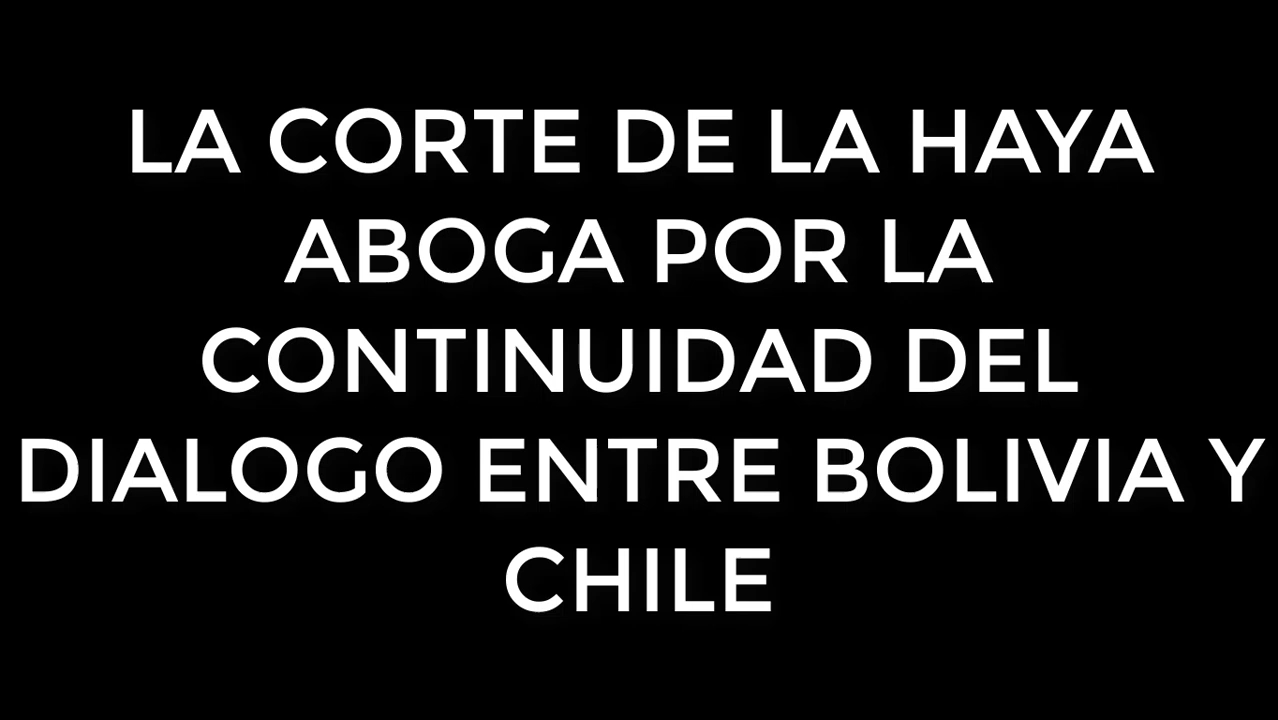 LA CORTE DE LA HAYA
ABOGA POR LA
CONTINUIDAD DEL
DIALOGO ENTRE BOLIVIA Y
CHILE